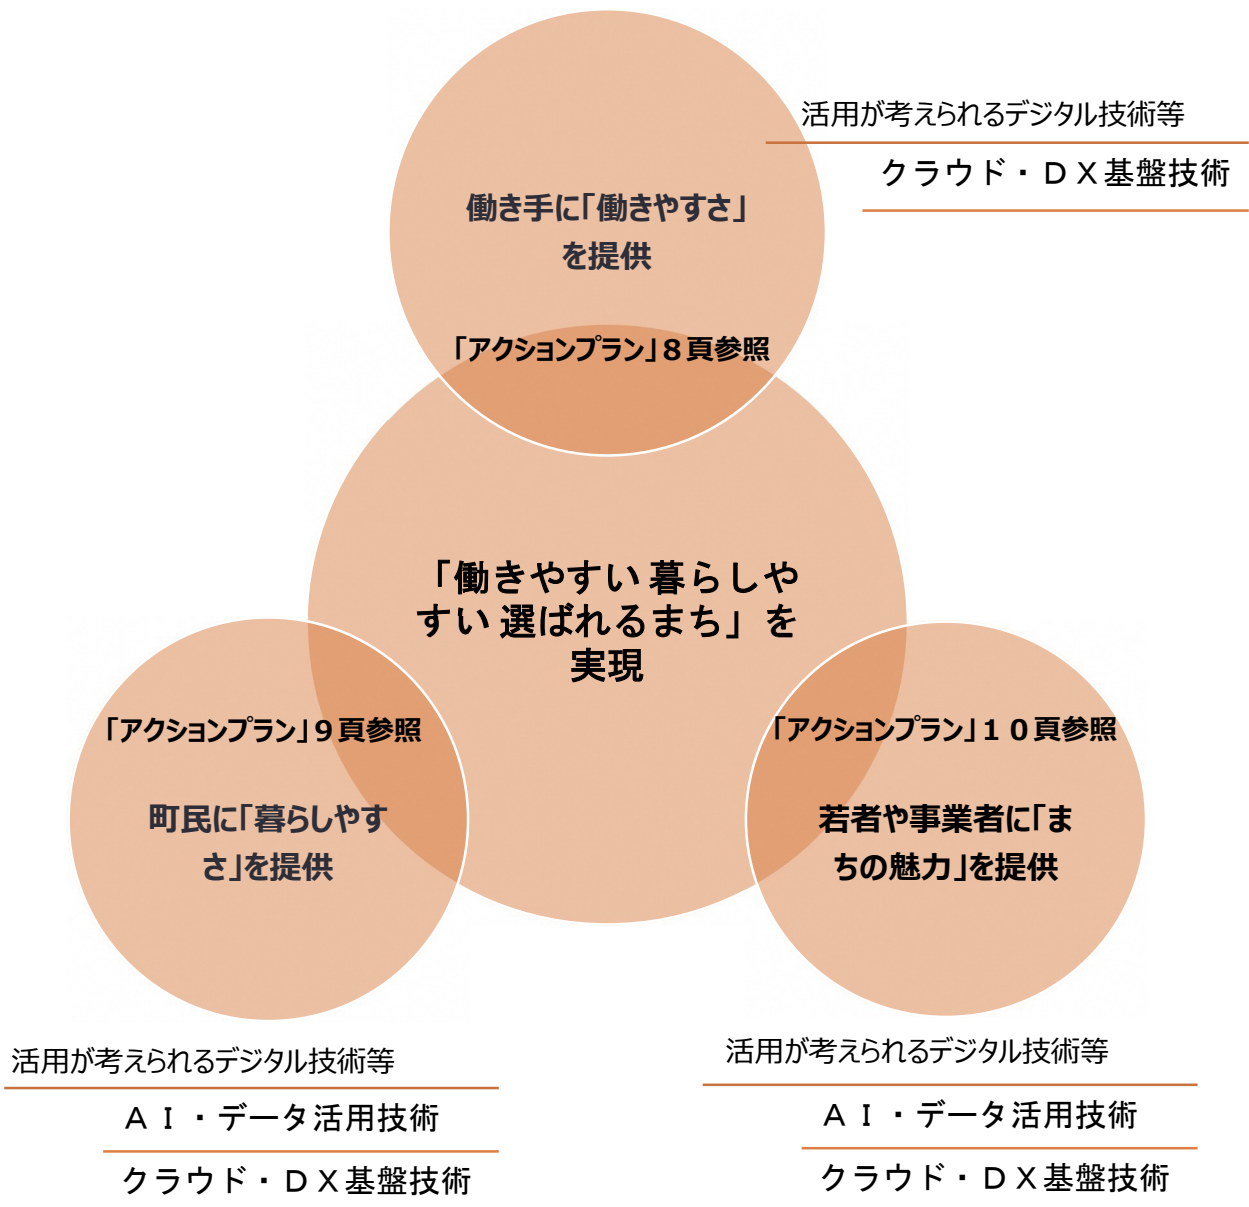 活用が考えられるデジタル技術等
クラウド・ＤＸ基盤技術
働き手に「働きやすさ」
を提供
「アクションプラン」８頁参照
「働きやすい 暮らしや
すい 選ばれるまち」を
実現
「アクションプラン」９頁参照
町民に「暮らしやす
さ」を提供
「アクションプラン」１０頁参照
若者や事業者に「ま
ちの魅力」を提供
活用が考えられるデジタル技術等
ＡＩ・データ活用技術
クラウド・ＤＸ基盤技術
活用が考えられるデジタル技術等
ＡＩ・データ活用技術
クラウド・ＤＸ基盤技術